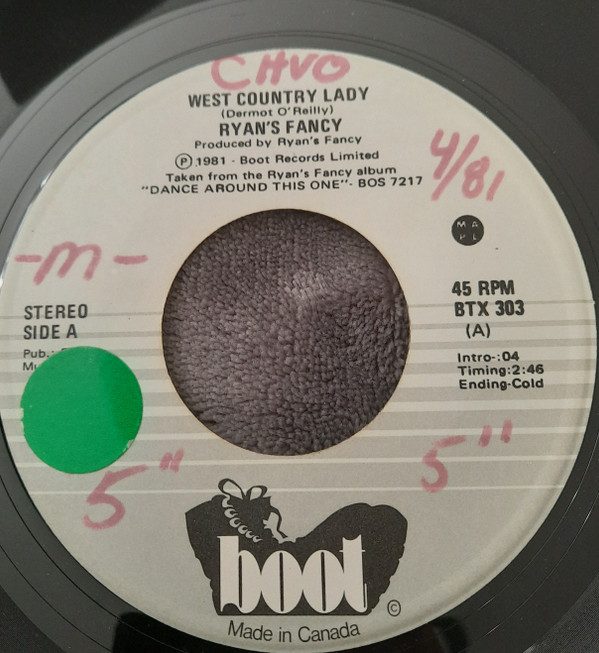 CHVO
WEST COUNTRY LADY
(Dermot O'Reilly)
RYAN'S FANCY
Produced by Ryan's Fancy
Ⓟ 1981 - Boot Records Limited
Taken from the Ryan's Fancy album
"DANCE AROUND THIS ONE"- BOS 7217
4/81
MA
PL
-m-
STEREO
SIDE A
Pub.:
45 RPM
BTX 303
(A)
Intro-:04
Timing:2:46
Ending-Cold
5"
5"
boot
©
Made in Canada